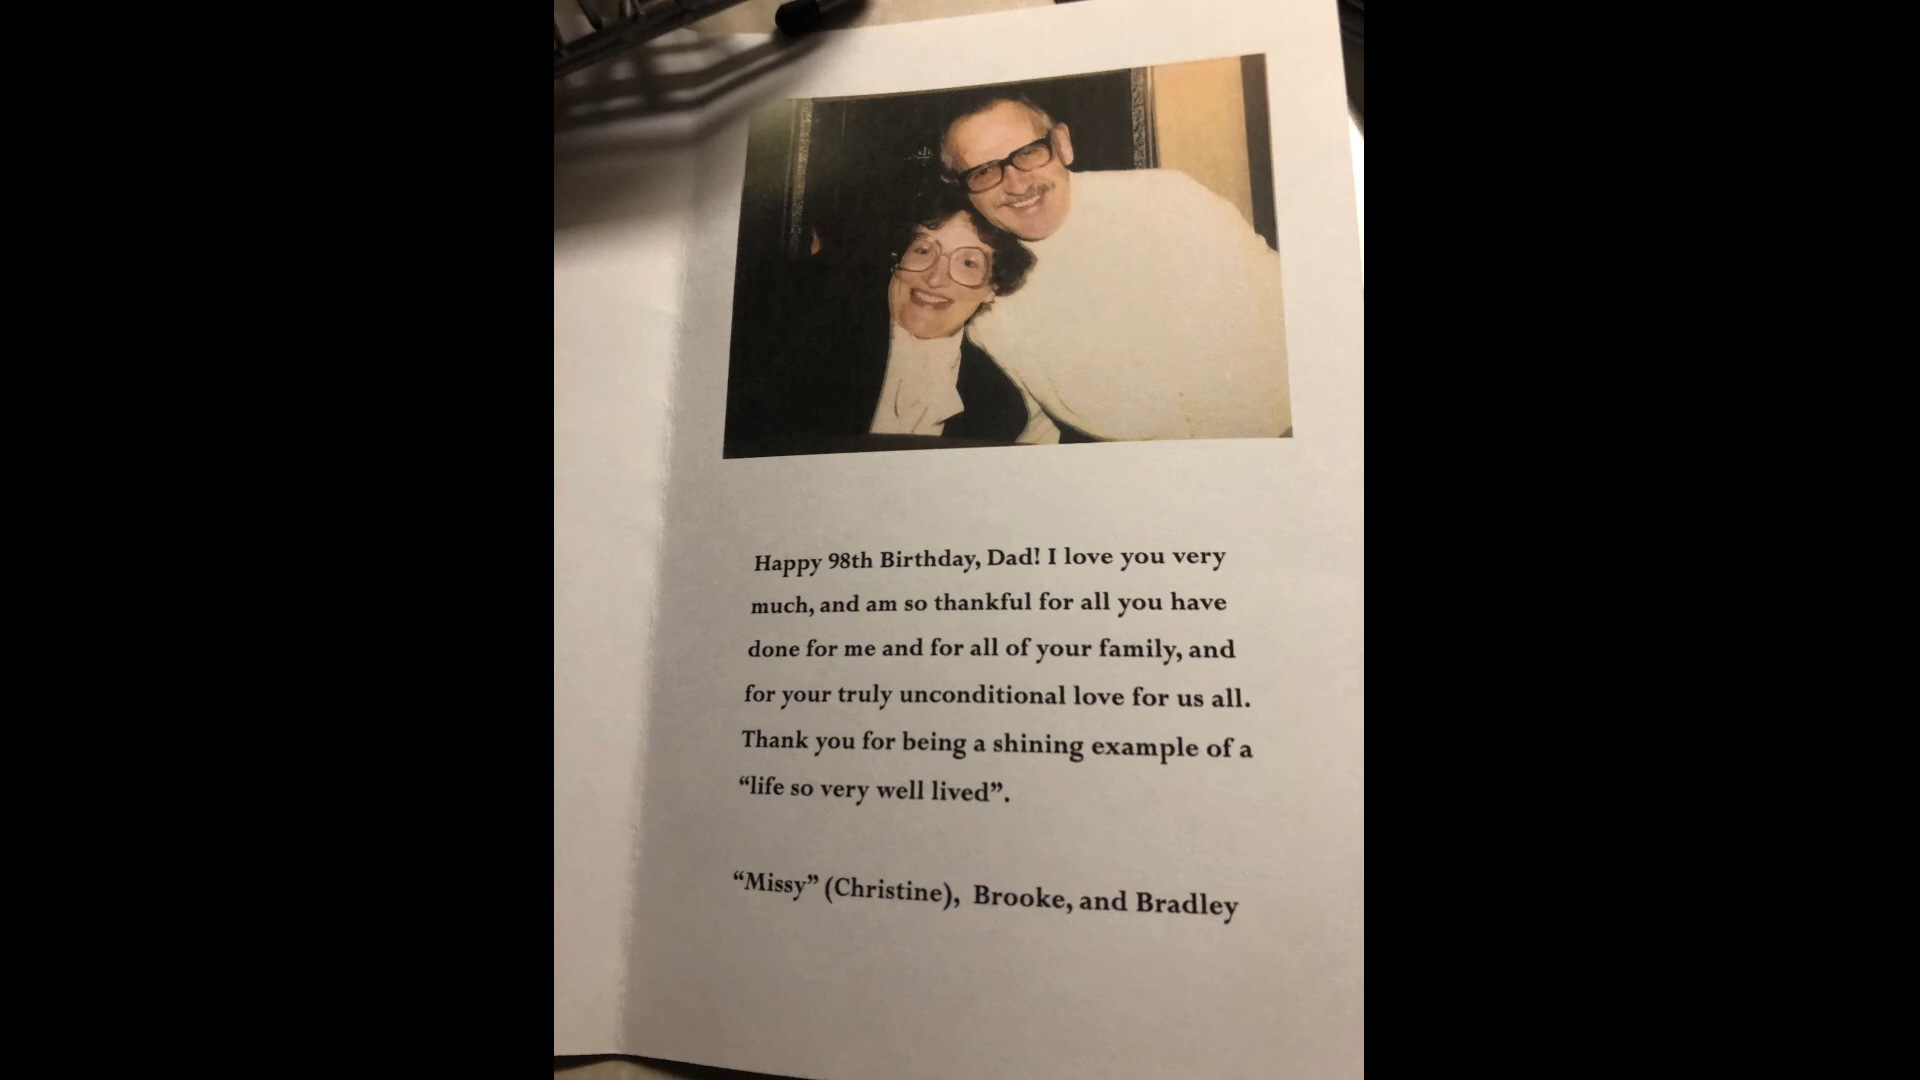 Happy 98th Birthday, Dad! I love you very
much, and am so thankful for all you have
done for me and for all of your family, and
for your truly unconditional love for us all.
Thank you for being a shining example of a
“life so very well lived”.
“Missy” (Christine), Brooke, and Bradley